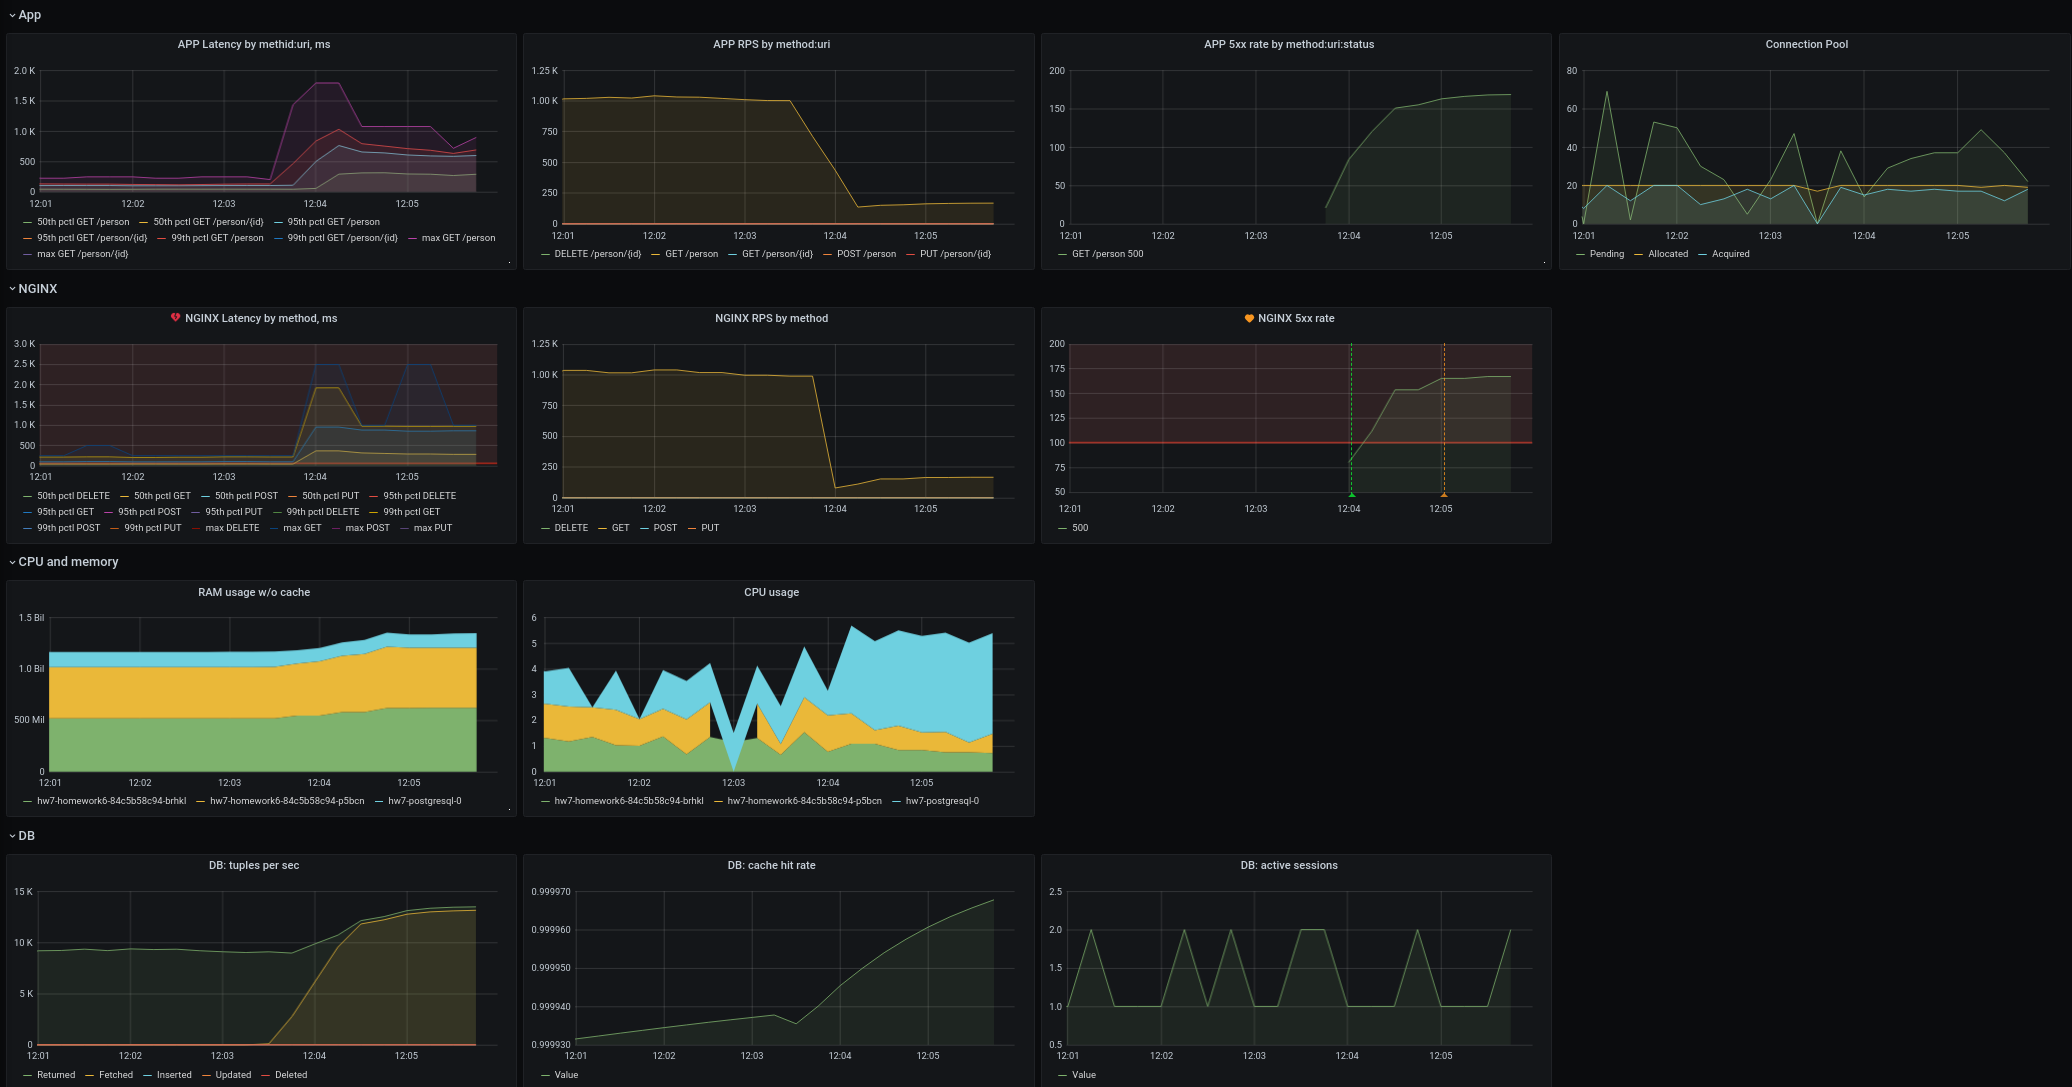 App
APP Latency by methid:uri, ms
2.0 K
1.5 K
1.0 K
500
0
12:01 12:02 12:03 12:04 12:05
50th pctl GET /person 50th pctl GET /person/{id} 95th pctl GET /person
95th pctl GET /person/{id} 99th pctl GET /person 99th pctl GET /person/{id} max GET /person
max GET /person/{id}
APP RPS by method:uri
1.25 K
1.00 K
750
500
250
0
12:01 12:02 12:03 12:04 12:05
DELETE /person/{id} GET /person GET /person/{id} POST /person PUT /person/{id}
APP 5xx rate by method:uri:status
200
150
100
50
0
12:01 12:02 12:03 12:04 12:05
GET /person 500
Connection Pool
80
60
40
20
0
12:01 12:02 12:03 12:04 12:05
Pending Allocated Acquired
NGINX
NGINX Latency by method, ms
3.0 K
2.5 K
2.0 K
1.5 K
1.0 K
500
0
12:01 12:02 12:03 12:04 12:05
50th pctl DELETE 50th pctl GET 50th pctl POST 50th pctl PUT 95th pctl DELETE
95th pctl GET 95th pctl POST 95th pctl PUT 99th pctl DELETE 99th pctl GET
99th pctl POST 99th pctl PUT max DELETE max GET max POST max PUT
NGINX RPS by method
1.25 K
1.00 K
750
500
250
0
12:01 12:02 12:03 12:04 12:05
DELETE GET POST PUT
NGINX 5xx rate
200
175
150
125
100
75
50
12:01 12:02 12:03 12:04 12:05
500
CPU and memory
RAM usage w/o cache
1.5 Bil
1.0 Bil
500 Mil
0
12:01 12:02 12:03 12:04 12:05
hw7-homework6-84c5b58c94-brhkl hw7-homework6-84c5b58c94-p5bcn hw7-postgresql-0
CPU usage
6
5
4
3
2
1
0
12:01 12:02 12:03 12:04 12:05
hw7-homework6-84c5b58c94-brhkl hw7-homework6-84c5b58c94-p5bcn hw7-postgresql-0
DB
DB: tuples per sec
15 K
10 K
5 K
0
12:01 12:02 12:03 12:04 12:05
Returned Fetched Inserted Updated Deleted
DB: cache hit rate
0.999970
0.999960
0.999950
0.999940
0.999930
12:01 12:02 12:03 12:04 12:05
Value
DB: active sessions
2.5
2.0
1.5
1.0
0.5
12:01 12:02 12:03 12:04 12:05
Value